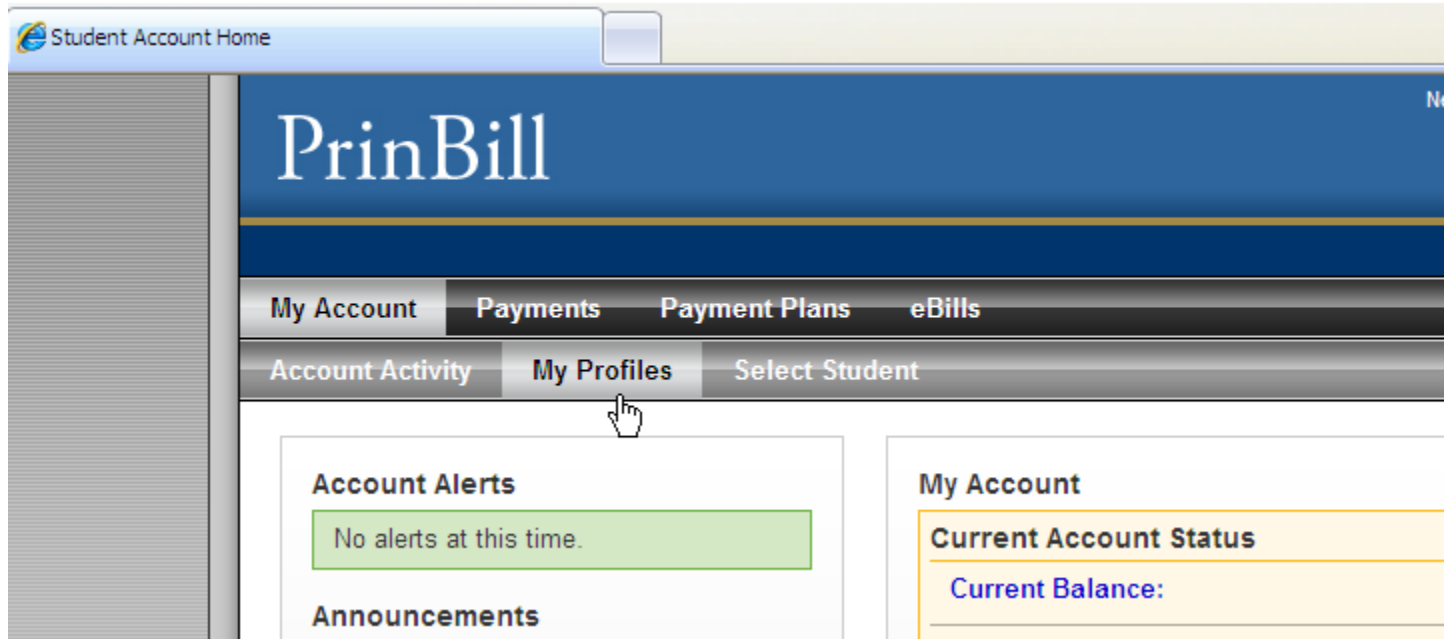 Student Account Home
PrinBill
My Account Payments Payment Plans eBills
Account Activity My Profiles Select Student
Account Alerts
No alerts at this time.
Announcements
My Account
Current Account Status
Current Balance: